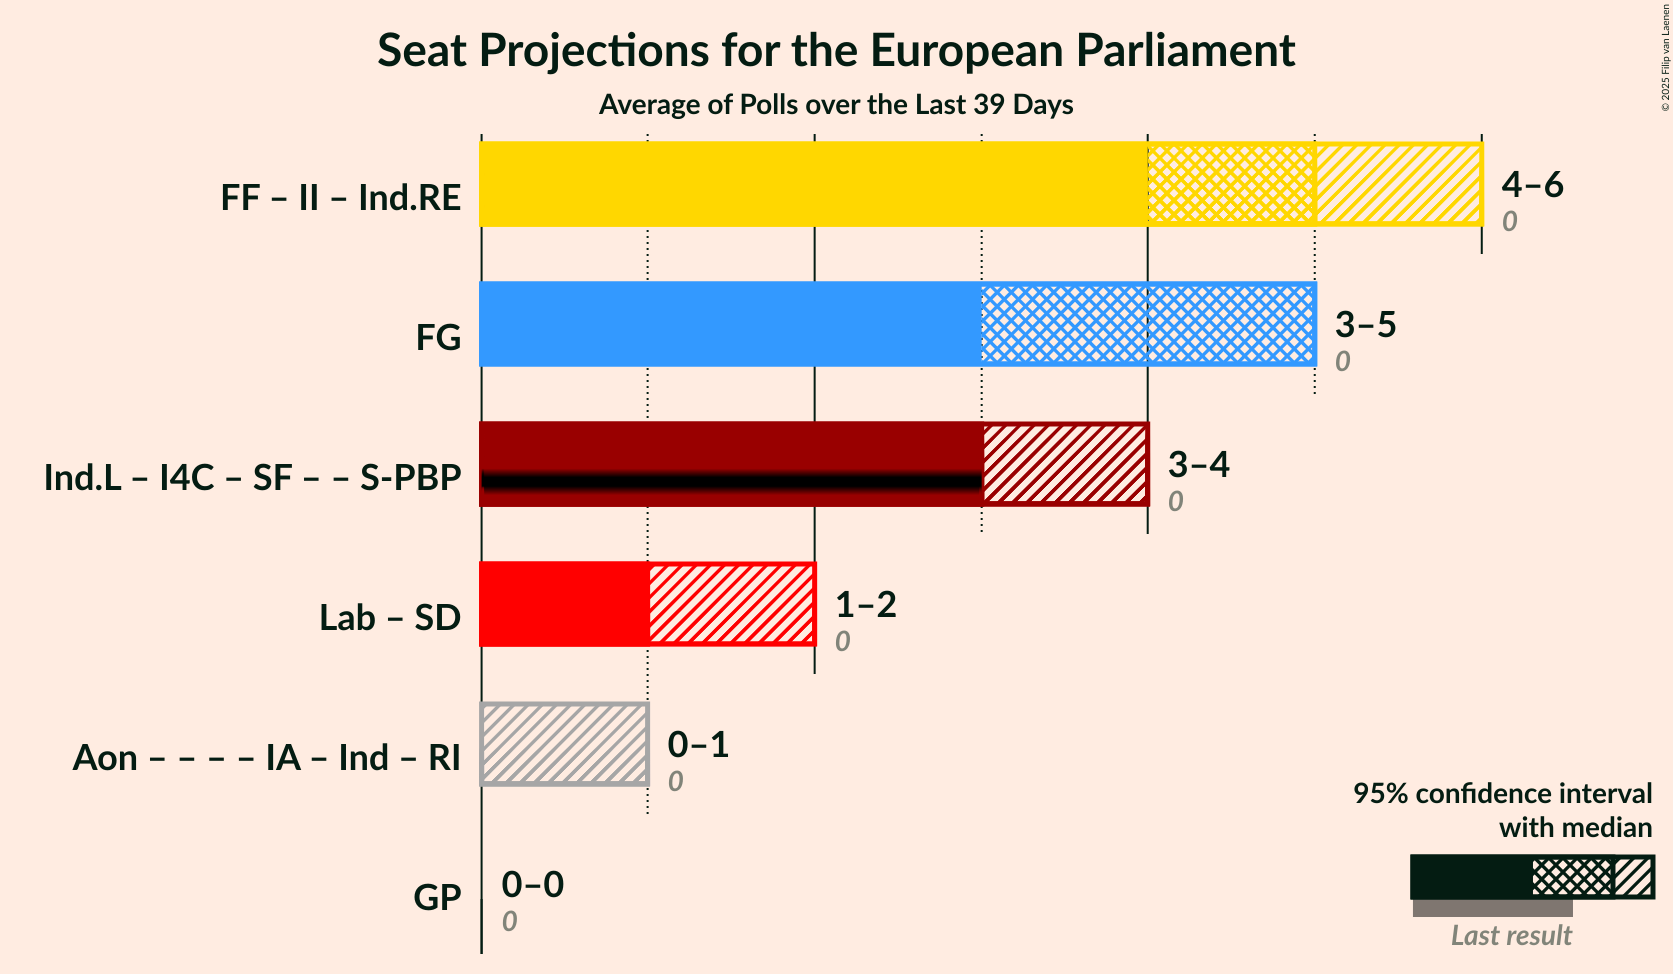 Seat Projections for the European Parliament
Average of Polls over the Last 39 Days
© 2025 Filip van Laenen
FF – II – Ind.RE
4–6
0
FG
3–5
0
Ind.L – I4C – SF – – S-PBP
3–4
0
Lab – SD
1–2
0
Aon – – – – IA – Ind – RI
0–1
0
GP
0–0
0
95% confidence interval
with median
Last result